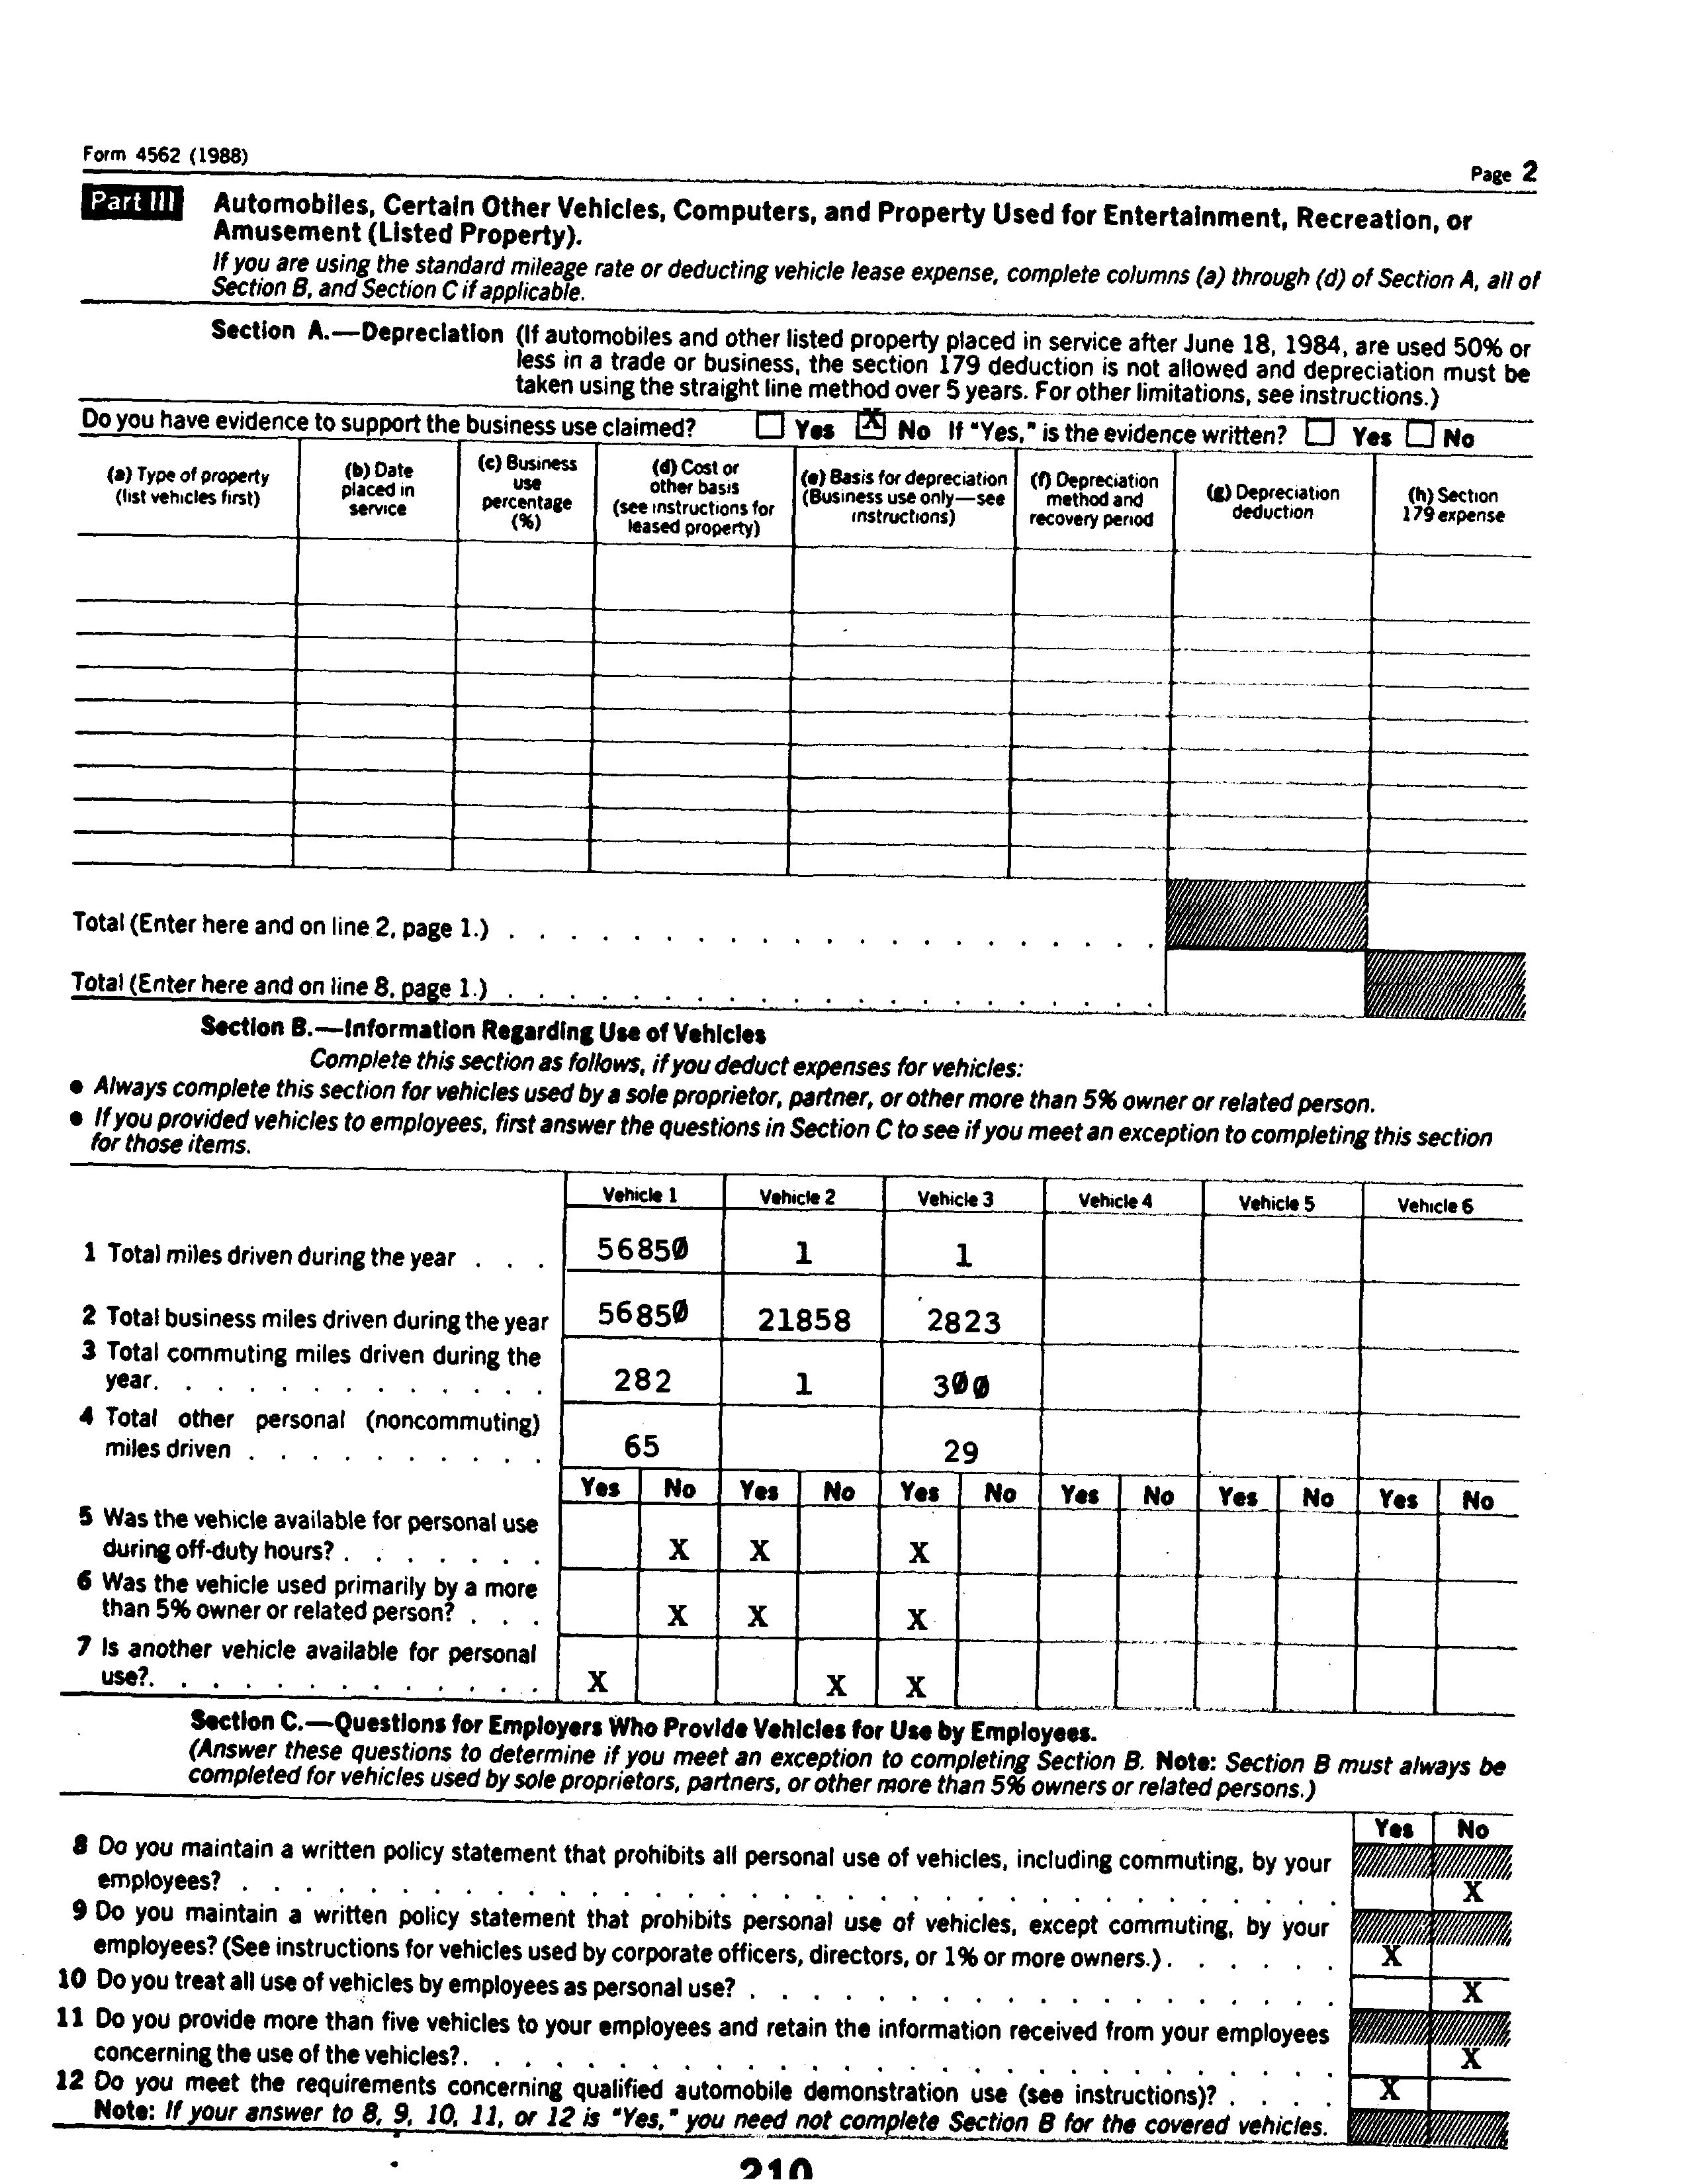 Form 4562 (1988)
Page 2
Part III Automobiles, Certain Other Vehicles, Computers, and Property Used for Entertainment, Recreation, or
Amusement (Listed Property).
If you are using the standard mileage rate or deducting vehicle lease expense, complete columns (a) through (d) of Section A, all of
Section B, and Section C if applicable.
Section A.—Depreciation (If automobiles and other listed property placed in service after June 18, 1984, are used 50% or
less in a trade or business, the section 179 deduction is not allowed and depreciation must be
taken using the straight line method over 5 years. For other limitations, see instructions.)
Do you have evidence to support the business use claimed? Yes X No If "Yes," is the evidence written? Yes No
(a) Type of property
(list vehicles first)
(b) Date
placed in
service
(c) Business
use
percentage
(%)
(d) Cost or
other basis
(see instructions for
leased property)
(e) Basis for depreciation
(Business use only—see
instructions)
(f) Depreciation
method and
recovery period
(g) Depreciation
deduction
(h) Section
179 expense
Total (Enter here and on line 2, page 1.) . . . . . . . . . . . . . . . . . . . . .
Total (Enter here and on line 8, page 1.) . . . . . . . . . . . . . . . . . . . . .
Section B.—Information Regarding Use of Vehicles
Complete this section as follows, if you deduct expenses for vehicles:
● Always complete this section for vehicles used by a sole proprietor, partner, or other more than 5% owner or related person.
● If you provided vehicles to employees, first answer the questions in Section C to see if you meet an exception to completing this section
for those items.
Vehicle 1 Vehicle 2 Vehicle 3 Vehicle 4 Vehicle 5 Vehicle 6
1 Total miles driven during the year . . . 56850 1 1
2 Total business miles driven during the year 56850 21858 2823
3 Total commuting miles driven during the
year. . . . . . . . . . . . . 282 1 300
4 Total other personal (noncommuting)
miles driven . . . . . . . . . . 65 29
Yes No Yes No Yes No Yes No Yes No Yes No
5 Was the vehicle available for personal use
during off-duty hours? . . . . . . . X X X
6 Was the vehicle used primarily by a more
than 5% owner or related person? . . . X X X
7 Is another vehicle available for personal
use?. . . . . . . . . . . . . X X X
Section C.—Questions for Employers Who Provide Vehicles for Use by Employees.
(Answer these questions to determine if you meet an exception to completing Section B. Note: Section B must always be
completed for vehicles used by sole proprietors, partners, or other more than 5% owners or related persons.)
Yes No
8 Do you maintain a written policy statement that prohibits all personal use of vehicles, including commuting, by your
employees? . . . . . . . . . . . . . . . . . . . . . . . . . . . . . . . . . . . X
9 Do you maintain a written policy statement that prohibits personal use of vehicles, except commuting, by your
employees? (See instructions for vehicles used by corporate officers, directors, or 1% or more owners.) . . . . . . X
10 Do you treat all use of vehicles by employees as personal use? . . . . . . . . . . . . . . . . . . . X
11 Do you provide more than five vehicles to your employees and retain the information received from your employees
concerning the use of the vehicles?. . . . . . . . . . . . . . . . . . . . . . . . . . . . X
12 Do you meet the requirements concerning qualified automobile demonstration use (see instructions)? . . . . X
Note: If your answer to 8, 9, 10, 11, or 12 is "Yes," you need not complete Section B for the covered vehicles.
210